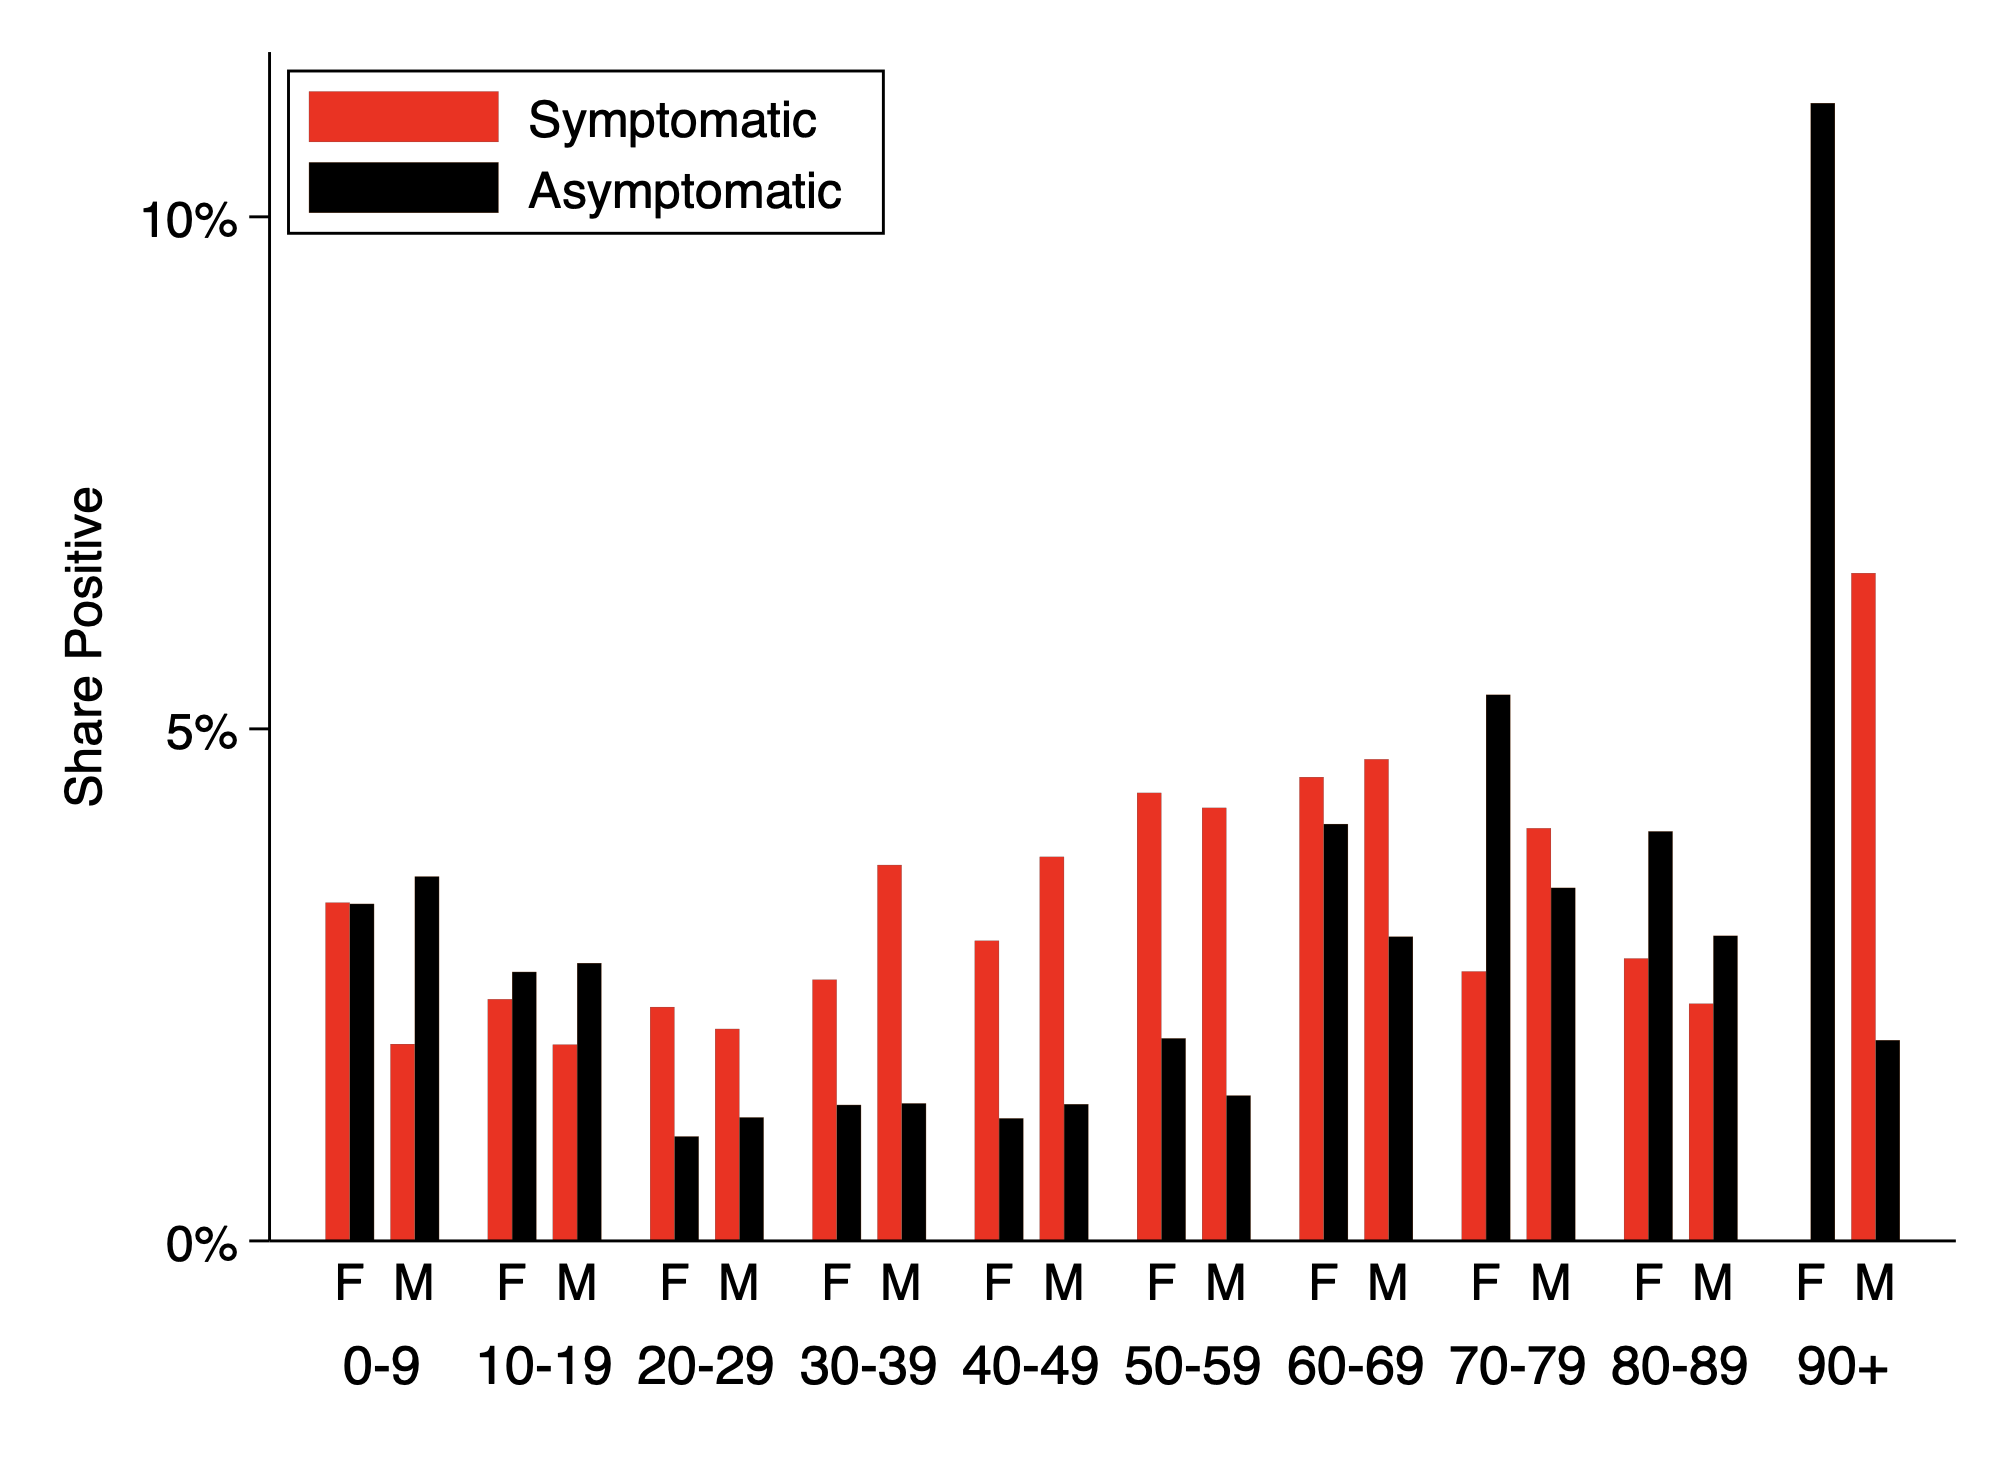 Symptomatic
Asymptomatic
10%
5%
0%
Share Positive
F M F M F M F M F M F M F M F M F M F M
0-9 10-19 20-29 30-39 40-49 50-59 60-69 70-79 80-89 90+